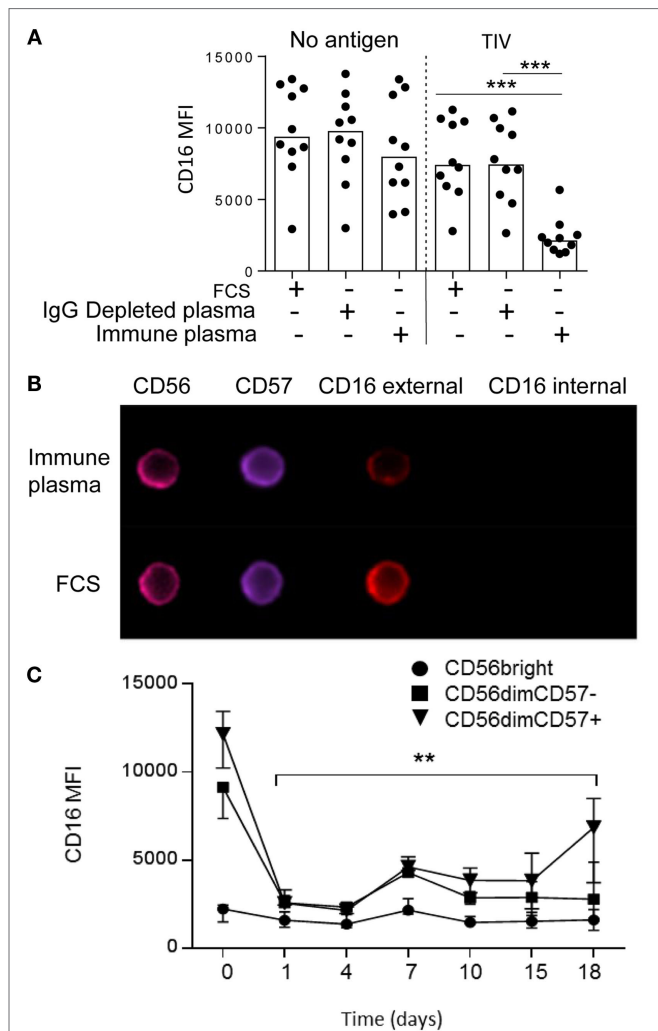 A
No antigen TIV
*** 
***
15000
10000
5000
0
CD16 MFI
FCS + - - + - -
IgG Depleted plasma - + - - + -
Immune plasma - - + - - +
B
CD56 CD57 CD16 external CD16 internal
Immune
plasma
FCS
C
CD56bright
CD56dimCD57-
CD56dimCD57+
**
15000
10000
5000
0
CD16 MFI
0 1 4 7 10 15 18
Time (days)